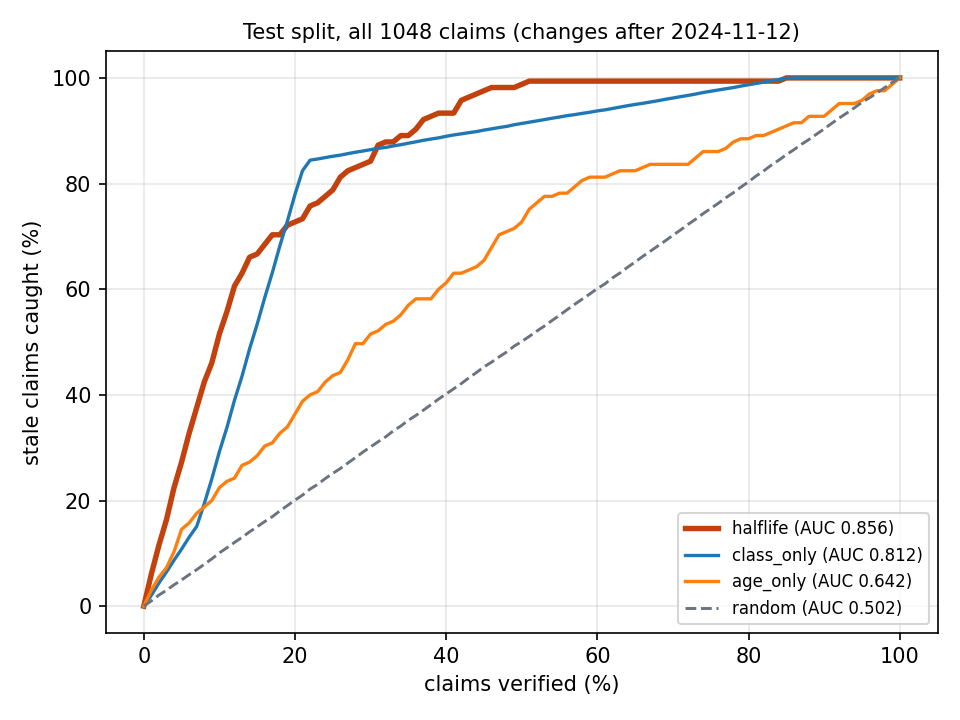 Test split, all 1048 claims (changes after 2024-11-12)
stale claims caught (%)
100
80
60
40
20
0
0 20 40 60 80 100
claims verified (%)
halflife (AUC 0.856)
class_only (AUC 0.812)
age_only (AUC 0.642)
random (AUC 0.502)